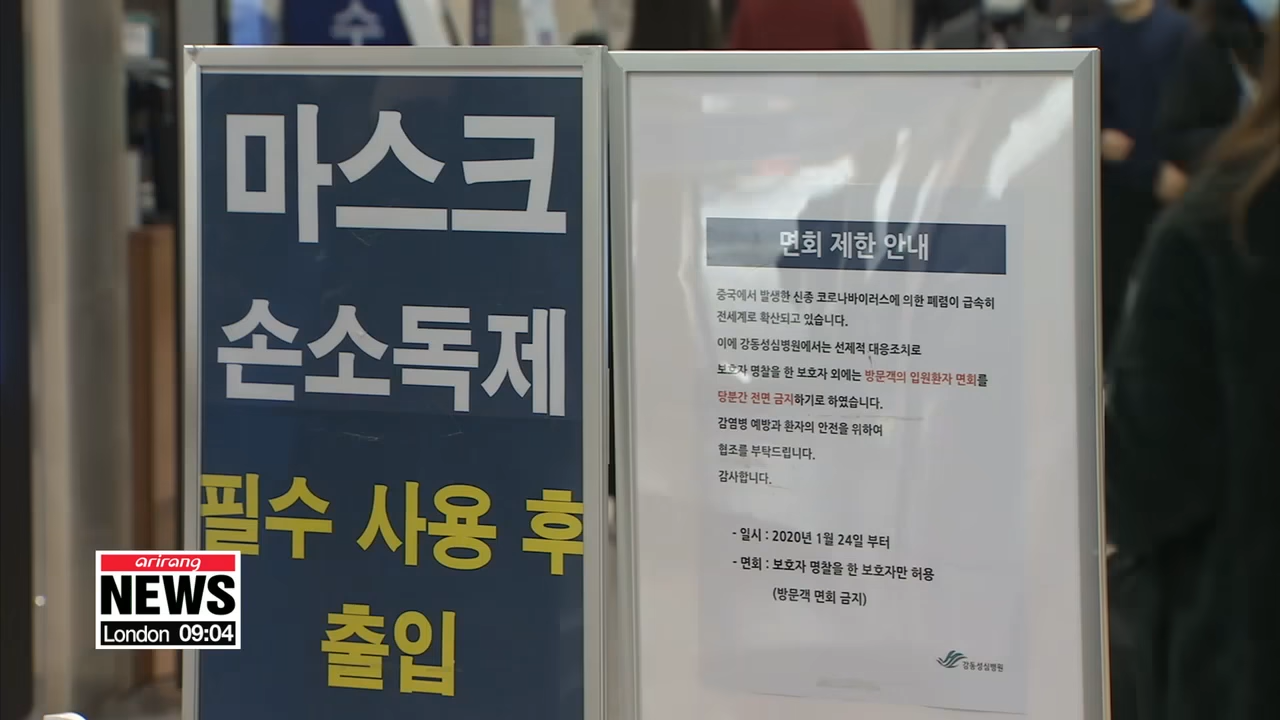 수
마스크
손소독제
필수 사용 후
출입
면회 제한 안내
중국에서 발생한 신종 코로나바이러스에 의한 폐렴이 급속히
전세계로 확산되고 있습니다.
이에 강동성심병원에서는 선제적 대응조치로
보호자 명찰을 한 보호자 외에는 방문객의 입원환자 면회를
당분간 전면 금지하기로 하였습니다.
감염병 예방과 환자의 안전을 위하여
협조를 부탁드립니다.
감사합니다.
- 일시 : 2020년 1월 24일 부터
- 면회 : 보호자 명찰을 한 보호자만 허용
(방문객 면회 금지)
강동성심병원
arirang
NEWS
London 09:04